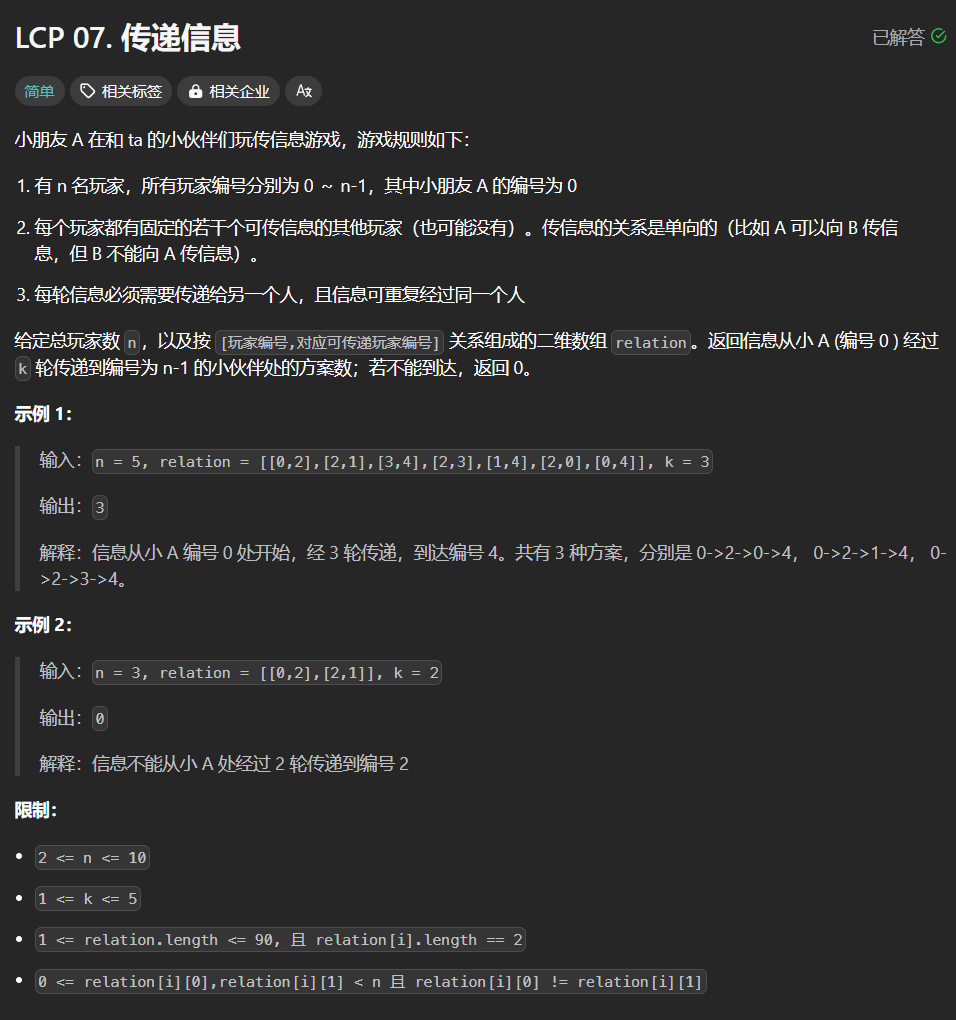 LCP 07. 传递信息
已解答
简单
相关标签
相关企业
小朋友 A 在和 ta 的小伙伴们玩传信息游戏，游戏规则如下：
1. 有 n 名玩家，所有玩家编号分别为 0 ～ n-1，其中小朋友 A 的编号为 0
2. 每个玩家都有固定的若干个可传信息的其他玩家（也可能没有）。传信息的关系是单向的（比如 A 可以向 B 传信
息，但 B 不能向 A 传信息）。
3. 每轮信息必须需要传递给另一个人，且信息可重复经过同一个人
给定总玩家数 n，以及按 [玩家编号,对应可传递玩家编号] 关系组成的二维数组 relation。返回信息从小 A (编号 0 ) 经过
k 轮传递到编号为 n-1 的小伙伴处的方案数；若不能到达，返回 0。
示例 1：
输入：n = 5, relation = [[0,2],[2,1],[3,4],[2,3],[1,4],[2,0],[0,4]], k = 3
输出：3
解释：信息从小 A 编号 0 处开始，经 3 轮传递，到达编号 4。共有 3 种方案，分别是 0->2->0->4， 0->2->1->4， 0-
>2->3->4。
示例 2：
输入：n = 3, relation = [[0,2],[2,1]], k = 2
输出：0
解释：信息不能从小 A 处经过 2 轮传递到编号 2
限制：
• 2 <= n <= 10
• 1 <= k <= 5
• 1 <= relation.length <= 90, 且 relation[i].length == 2
• 0 <= relation[i][0],relation[i][1] < n 且 relation[i][0] != relation[i][1]